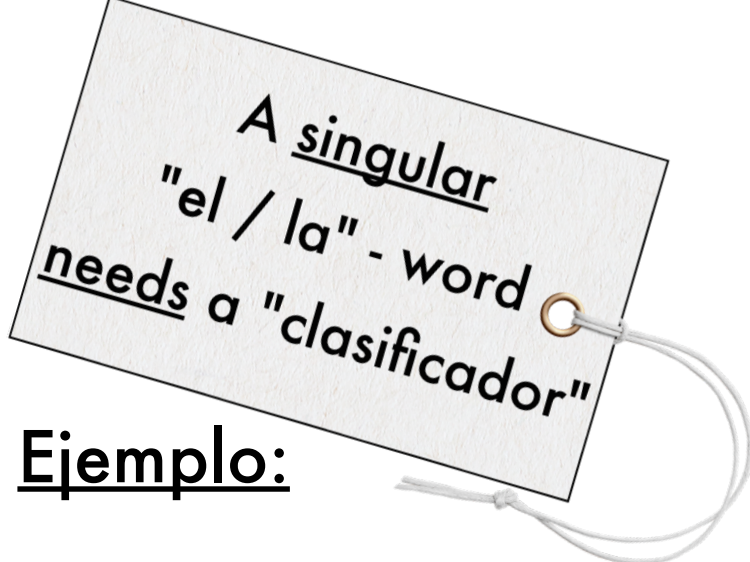 A singular
"el / la" - word
needs a "clasificador"
Ejemplo: